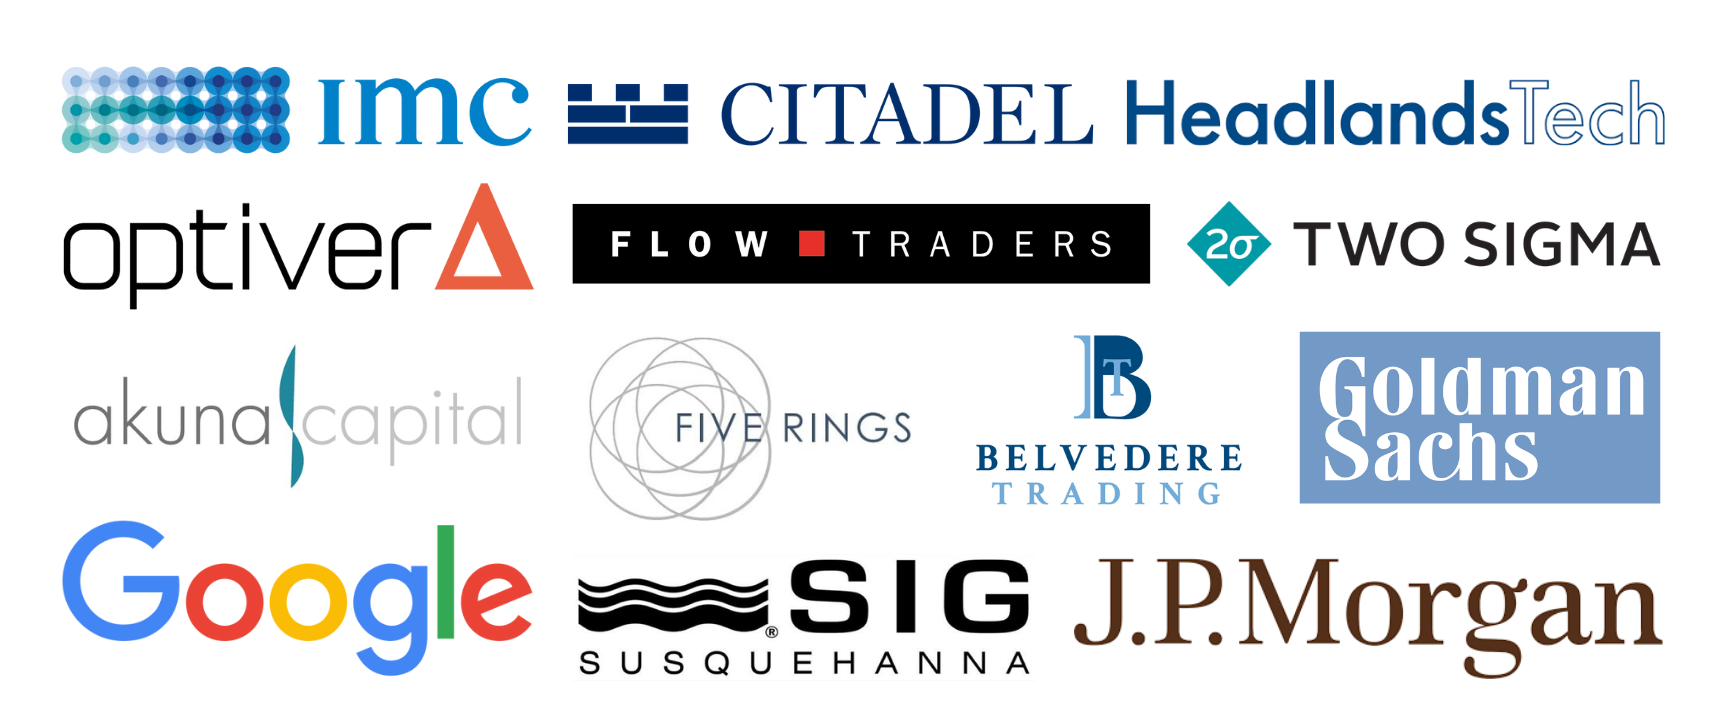 imc
CITADEL
HeadlandsTech
optiver
FLOW TRADERS
2σ TWO SIGMA
akuna capital
FIVE RINGS
BT
BELVEDERE
TRADING
Goldman
Sachs
Google
SIG
®
SUSQUEHANNA
J.P.Morgan